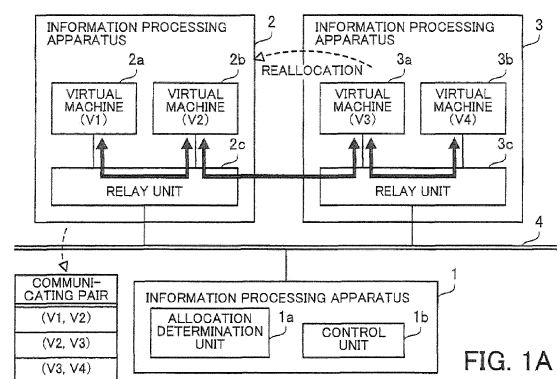 INFORMATION PROCESSING
APPARATUS
2
INFORMATION PROCESSING
APPARATUS
3
REALLOCATION
2a
2b
3a
3b
VIRTUAL
MACHINE
(V1)
VIRTUAL
MACHINE
(V2)
VIRTUAL
MACHINE
(V3)
VIRTUAL
MACHINE
(V4)
2c
3c
RELAY UNIT
RELAY UNIT
4
COMMUNI-
CATING PAIR
(V1, V2)
(V2, V3)
(V3, V4)
1
INFORMATION PROCESSING APPARATUS
ALLOCATION
DETERMINATION
UNIT
1a
CONTROL
UNIT
1b
FIG. 1A